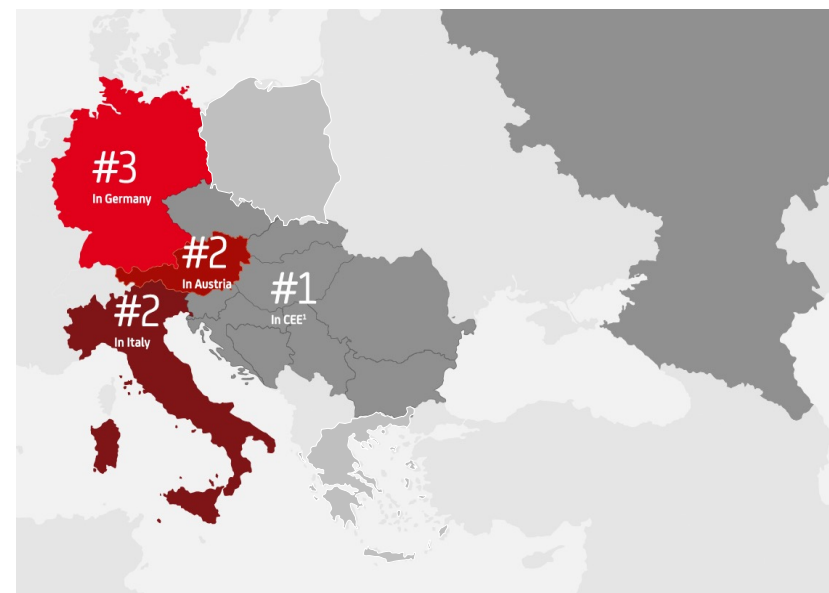 #3
In Germany
#2
In Austria
#1
In CEE¹
#2
In Italy